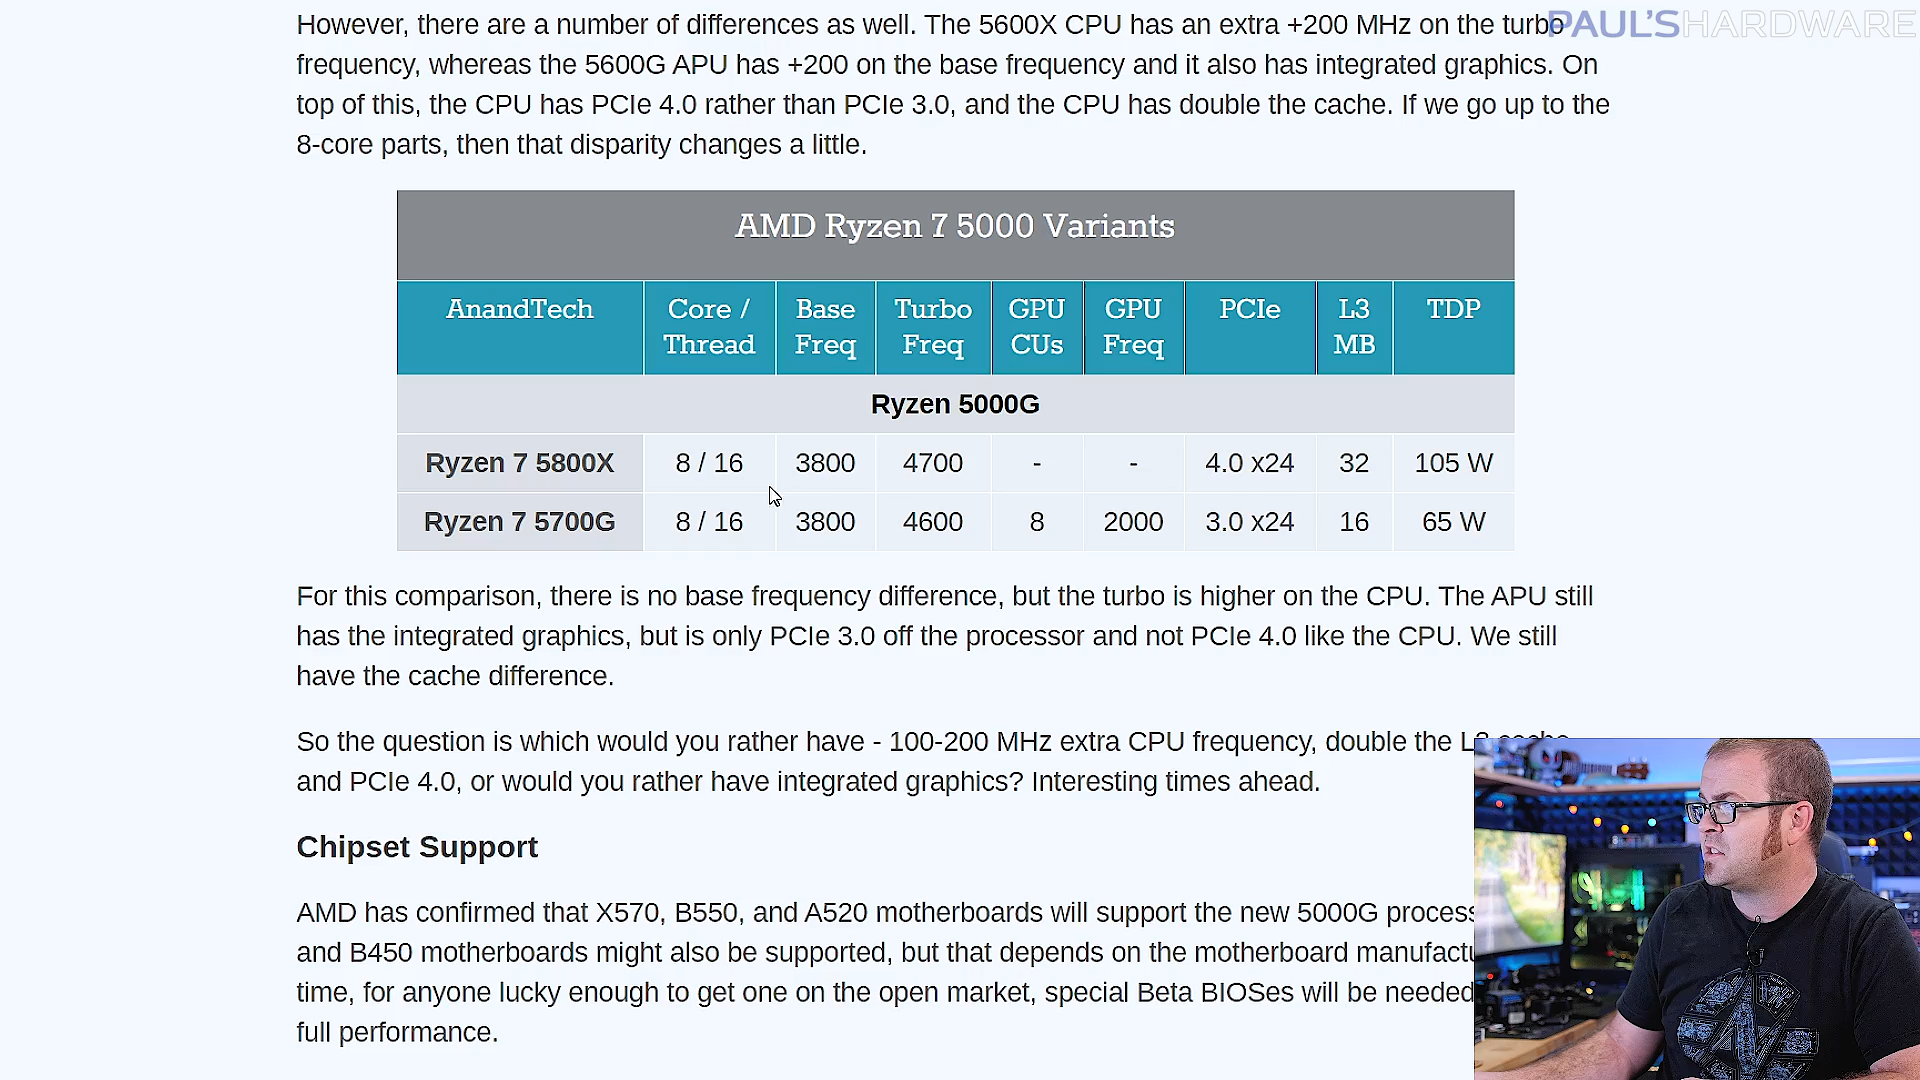 PAUL'SHARDWARE
However, there are a number of differences as well. The 5600X CPU has an extra +200 MHz on the turbo
frequency, whereas the 5600G APU has +200 on the base frequency and it also has integrated graphics. On
top of this, the CPU has PCIe 4.0 rather than PCIe 3.0, and the CPU has double the cache. If we go up to the
8-core parts, then that disparity changes a little.
AMD Ryzen 7 5000 Variants
AnandTech Core / Thread Base Freq Turbo Freq GPU CUs GPU Freq PCIe L3 MB TDP
Ryzen 5000G
Ryzen 7 5800X 8 / 16 3800 4700 - - 4.0 x24 32 105 W
Ryzen 7 5700G 8 / 16 3800 4600 8 2000 3.0 x24 16 65 W
For this comparison, there is no base frequency difference, but the turbo is higher on the CPU. The APU still
has the integrated graphics, but is only PCIe 3.0 off the processor and not PCIe 4.0 like the CPU. We still
have the cache difference.
So the question is which would you rather have - 100-200 MHz extra CPU frequency, double the L3 cache
and PCIe 4.0, or would you rather have integrated graphics? Interesting times ahead.
Chipset Support
AMD has confirmed that X570, B550, and A520 motherboards will support the new 5000G
and B450 motherboards might also be supported, but that depends on the motherboard
time, for anyone lucky enough to get one on the open market, special Beta BIOSes will be needed
full performance.